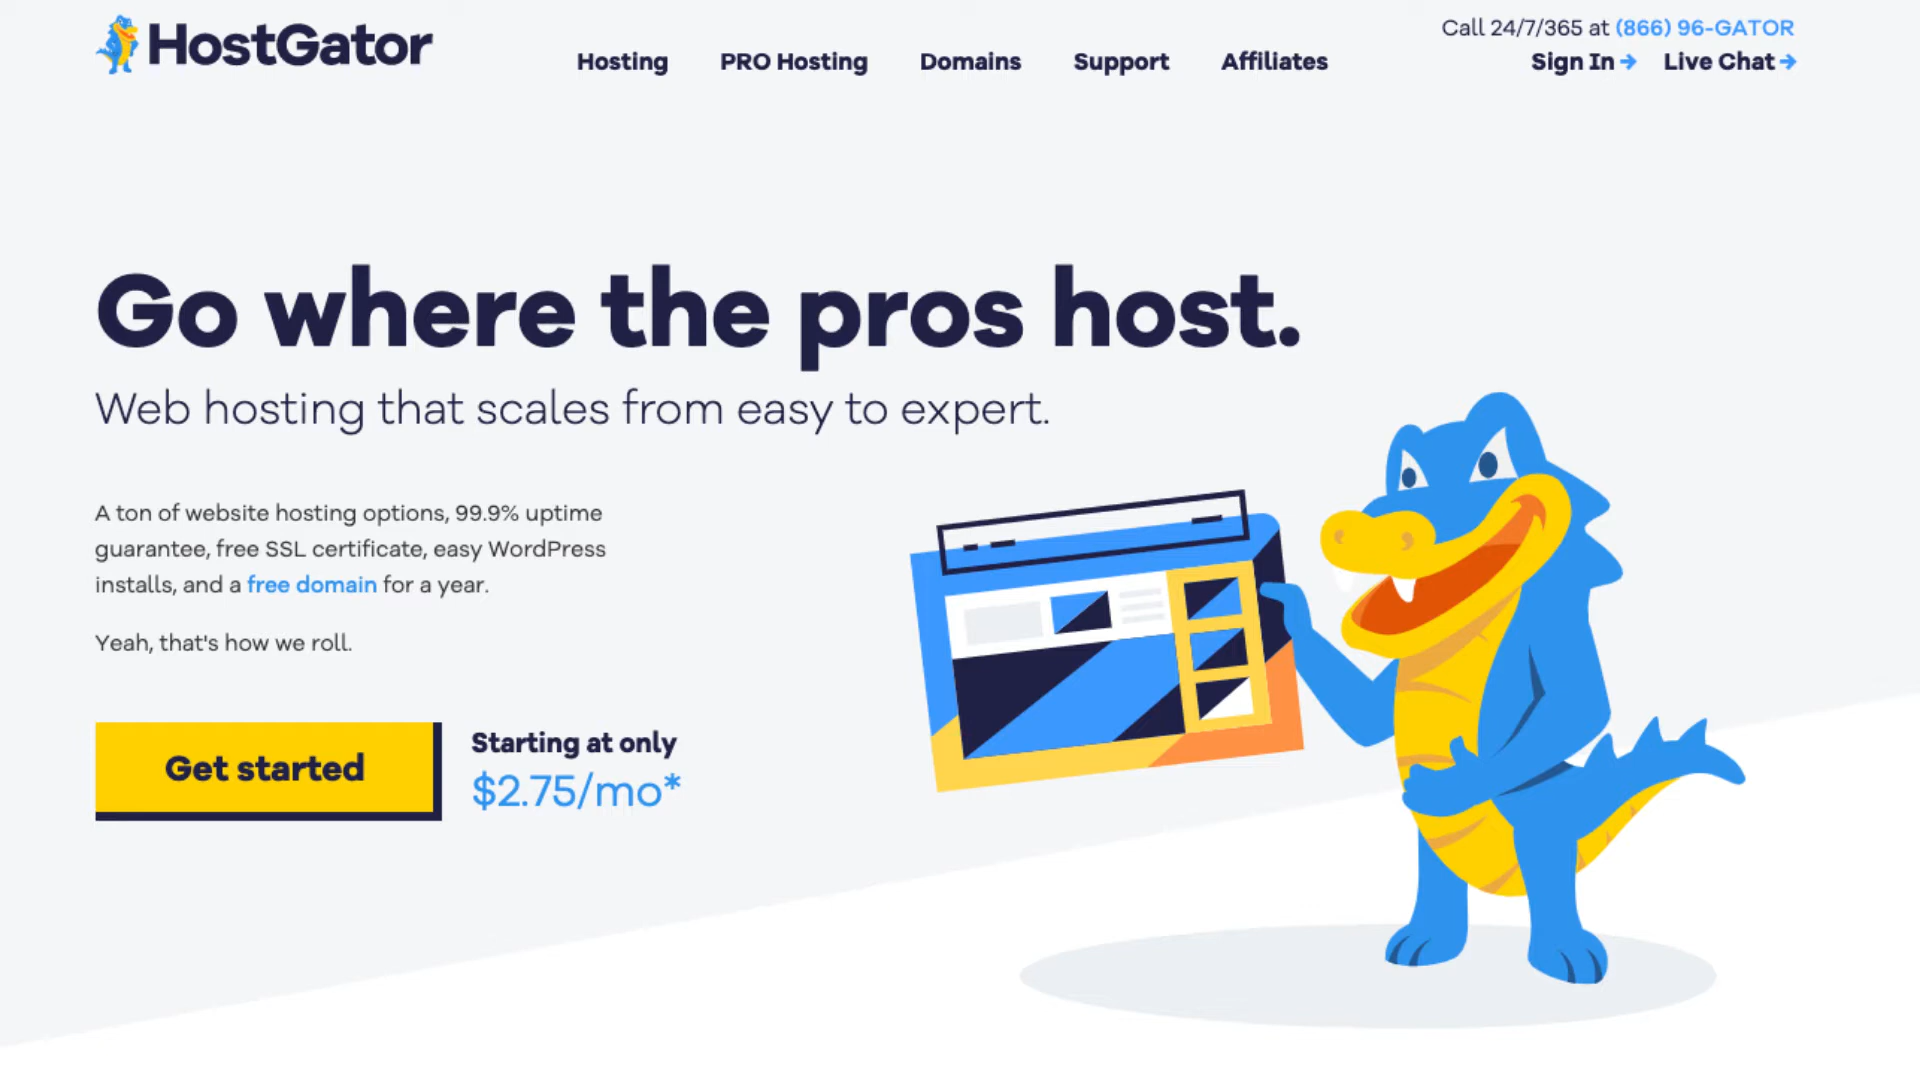 HostGator
Hosting
PRO Hosting
Domains
Support
Affiliates
Call 24/7/365 at (866) 96-GATOR
Sign In →
Live Chat →
Go where the pros host.
Web hosting that scales from easy to expert.
A ton of website hosting options, 99.9% uptime
guarantee, free SSL certificate, easy WordPress
installs, and a free domain for a year.
Yeah, that's how we roll.
Get started
Starting at only
$2.75/mo*